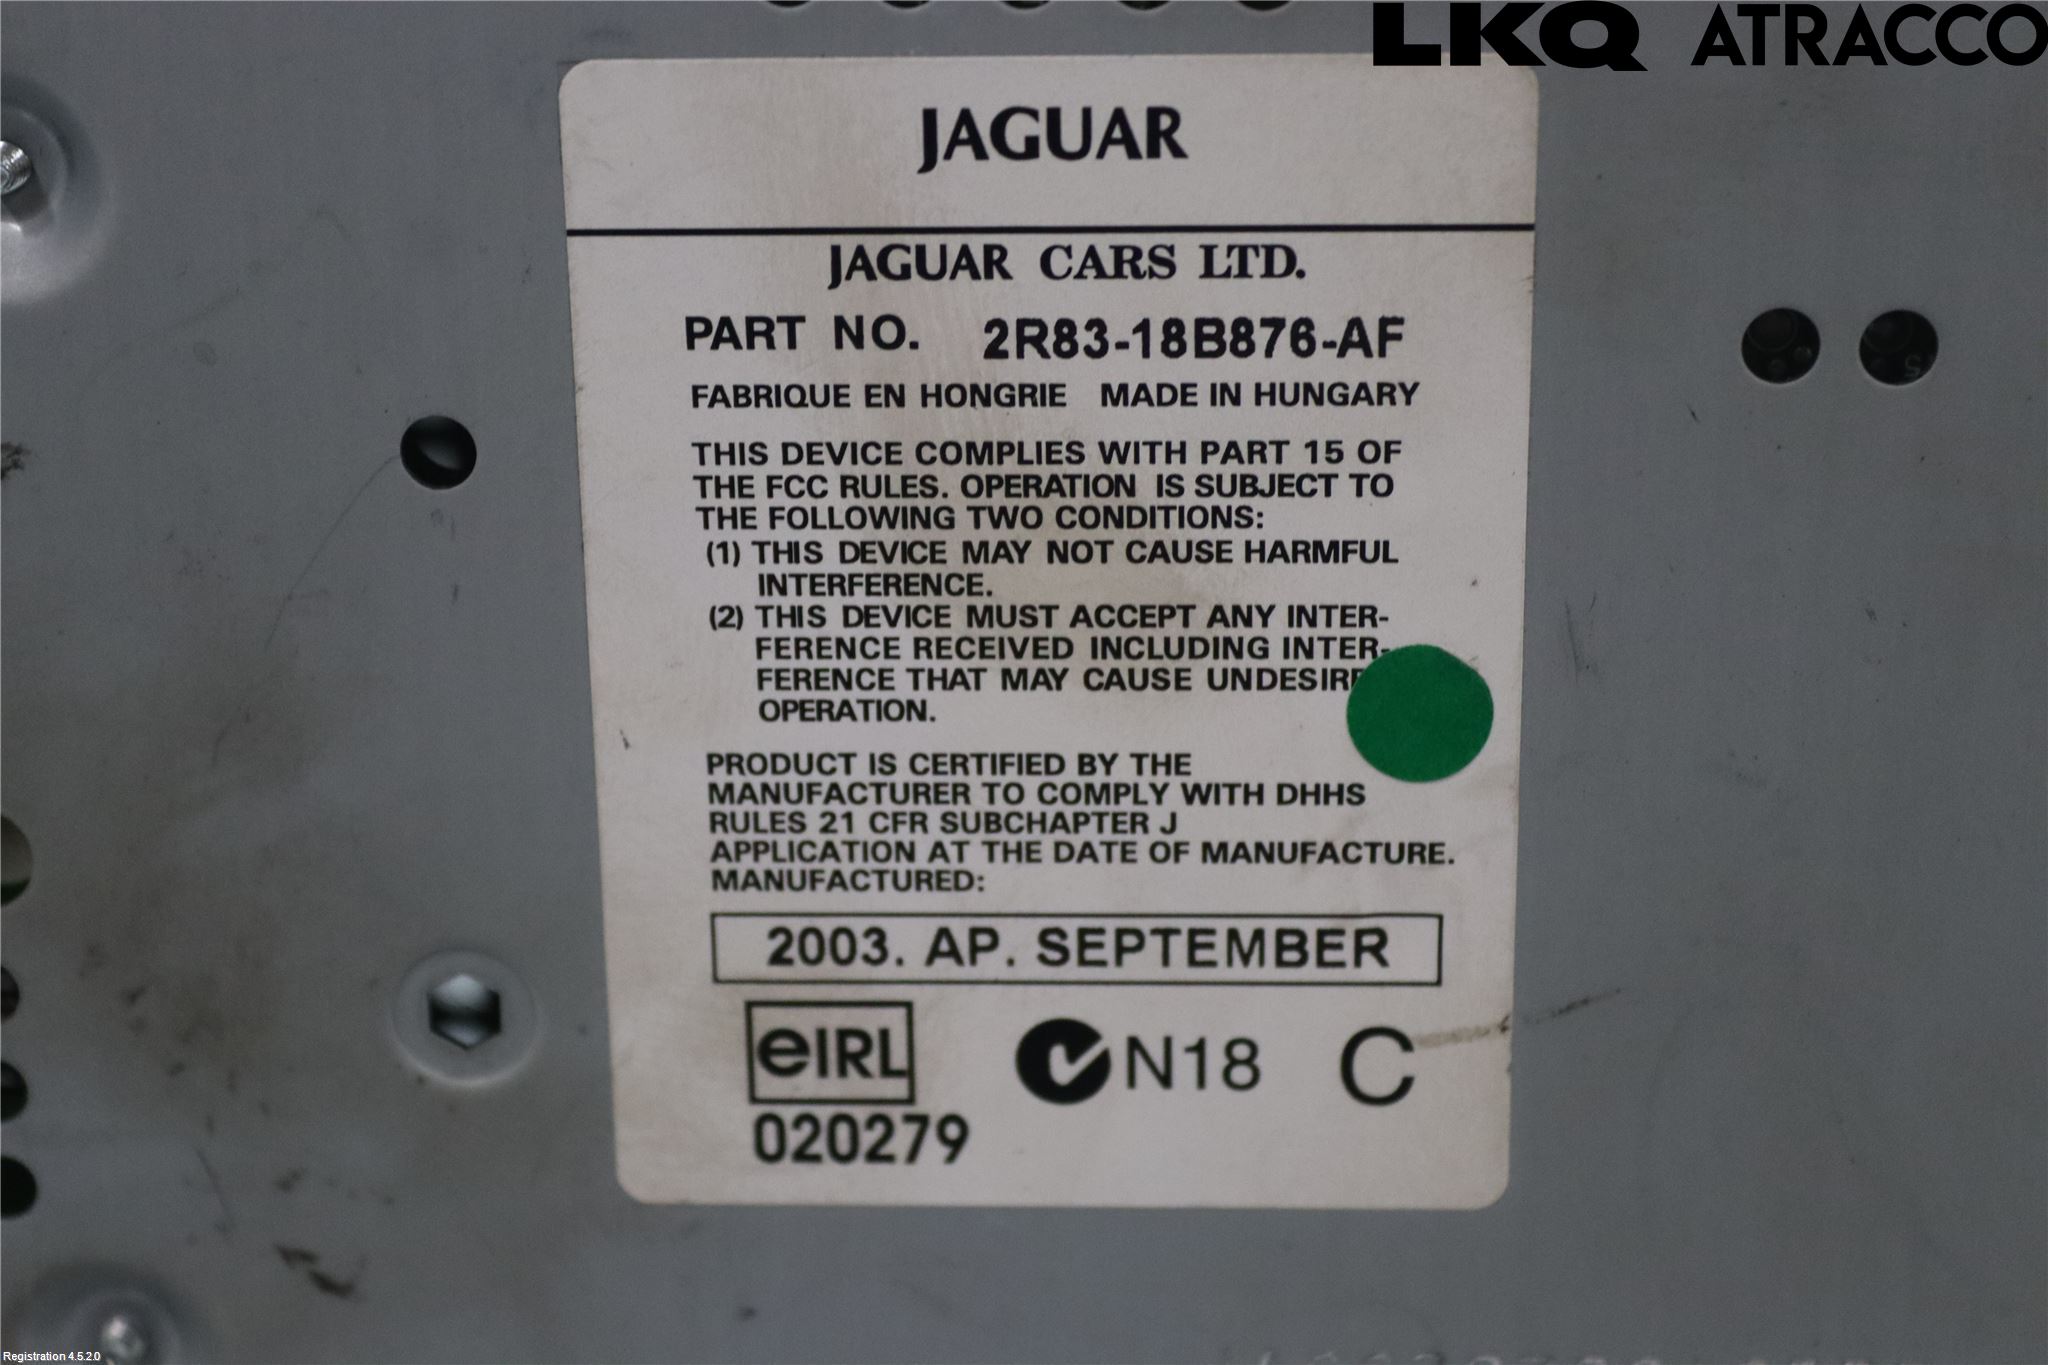 LKQ ATRACCO
JAGUAR
JAGUAR CARS LTD.
PART NO. 2R83-18B876-AF
FABRIQUE EN HONGRIE MADE IN HUNGARY
THIS DEVICE COMPLIES WITH PART 15 OF
THE FCC RULES. OPERATION IS SUBJECT TO
THE FOLLOWING TWO CONDITIONS:
(1) THIS DEVICE MAY NOT CAUSE HARMFUL
INTERFERENCE.
(2) THIS DEVICE MUST ACCEPT ANY INTER-
FERENCE RECEIVED INCLUDING INTER-
FERENCE THAT MAY CAUSE
OPERATION.
PRODUCT IS CERTIFIED BY THE
MANUFACTURER TO COMPLY WITH DHHS
RULES 21 CFR SUBCHAPTER J
APPLICATION AT THE DATE OF MANUFACTURE.
MANUFACTURED:
2003. AP. SEPTEMBER
eIRL N18 C
020279
Registration 4.5.2.0